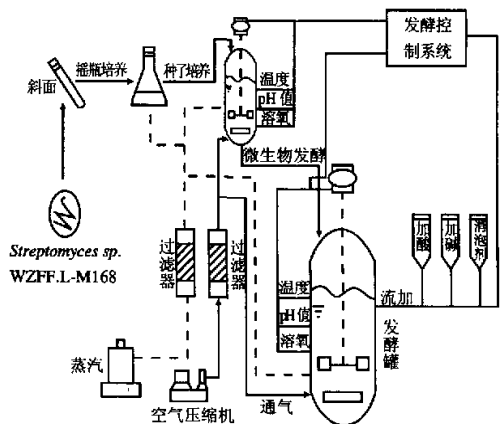 发酵控
制系统
摇瓶培养
种了培养
斜面
温度
pH值
溶氧
微生物发酵
Streptomyces sp.
WZFF.L-M168
过滤器
过滤器
加酸
加碱
消泡剂
温度
pH值
溶氧
流加
发酵罐
蒸汽
空气压缩机
通气